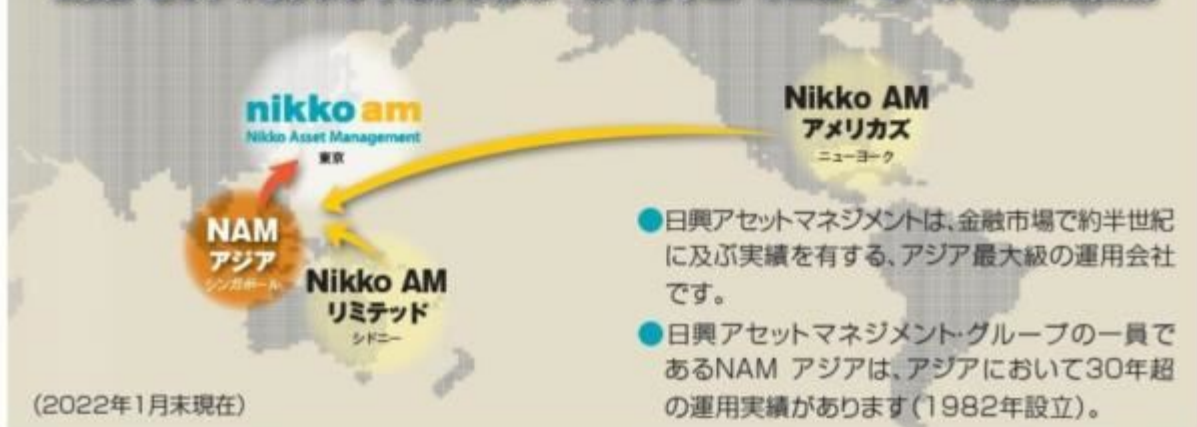 nikko am
Nikko Asset Management
東京
Nikko AM
アメリカズ
ニューヨーク
NAM
アジア
シンガポール
Nikko AM
リミテッド
シドニー
●日興アセットマネジメントは、金融市場で約半世紀
に及ぶ実績を有する、アジア最大級の運用会社
です。
●日興アセットマネジメント・グループの一員で
あるNAM アジアは、アジアにおいて30年超
の運用実績があります(1982年設立)。
(2022年1月末現在)